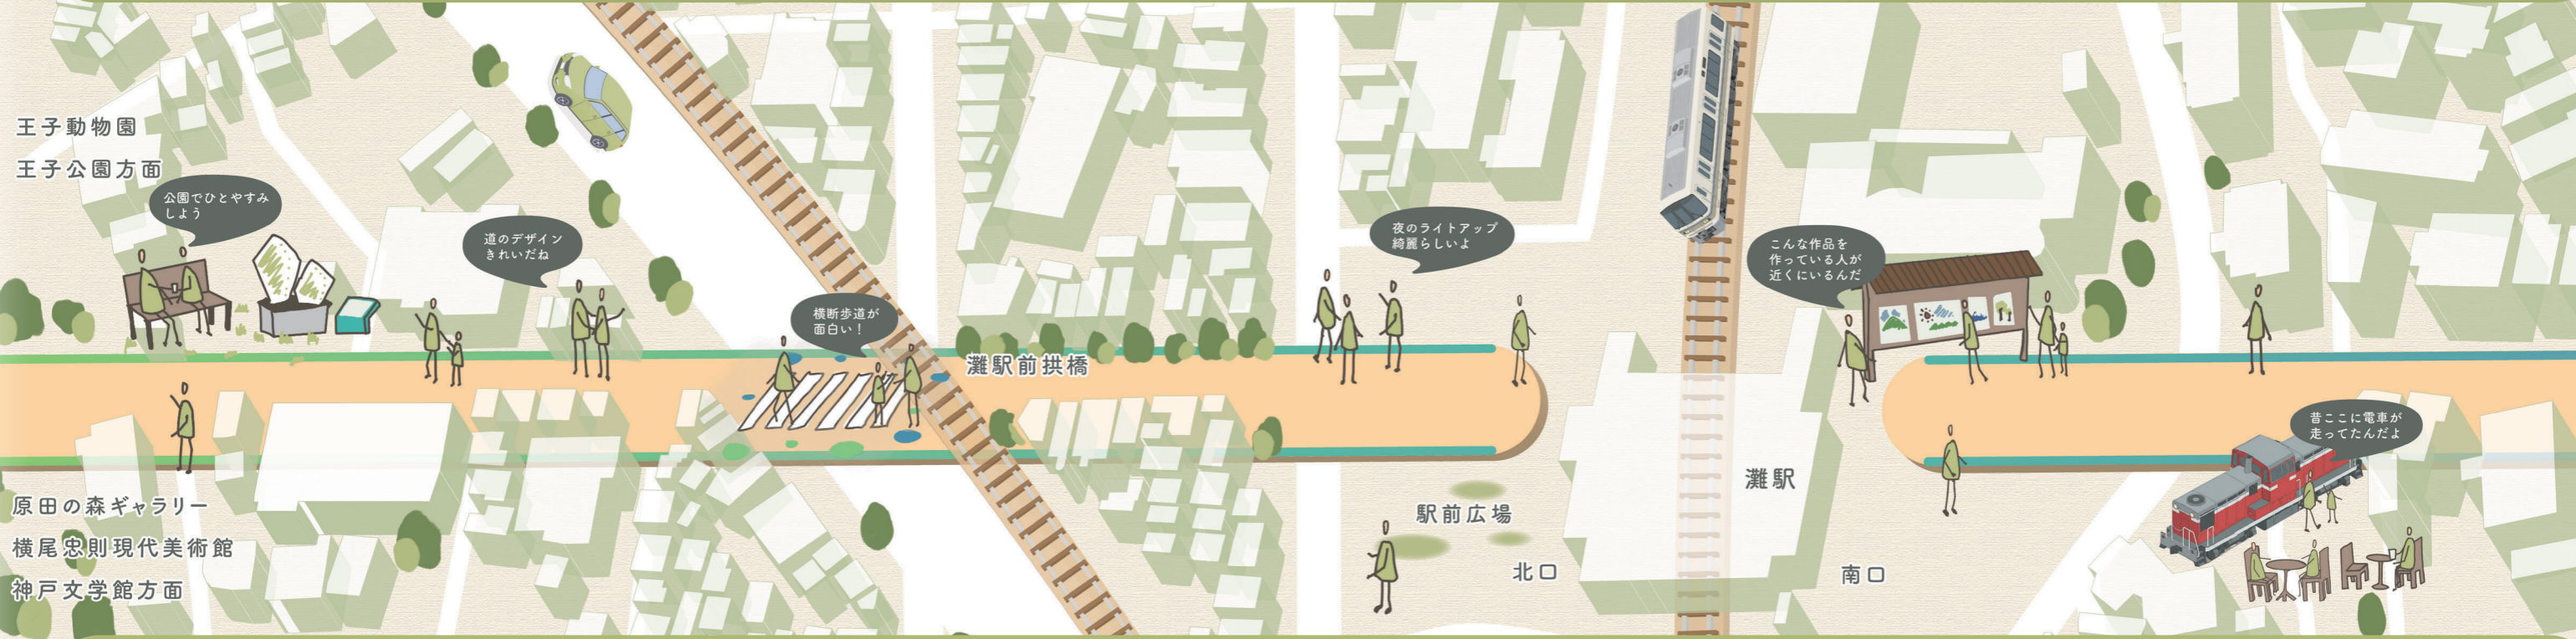 王子動物園
王子公園方面
公園でひとやすみ
しよう
道のデザイン
きれいだね
横断歩道が
面白い！
灘駅前拱橋
夜のライトアップ
綺麗らしいよ
こんな作品を
作っている人が
近くにいるんだ
昔ここに電車が
走ってたんだよ
原田の森ギャラリー
横尾忠則現代美術館
神戸文学館方面
駅前広場
北口
灘駅
南口